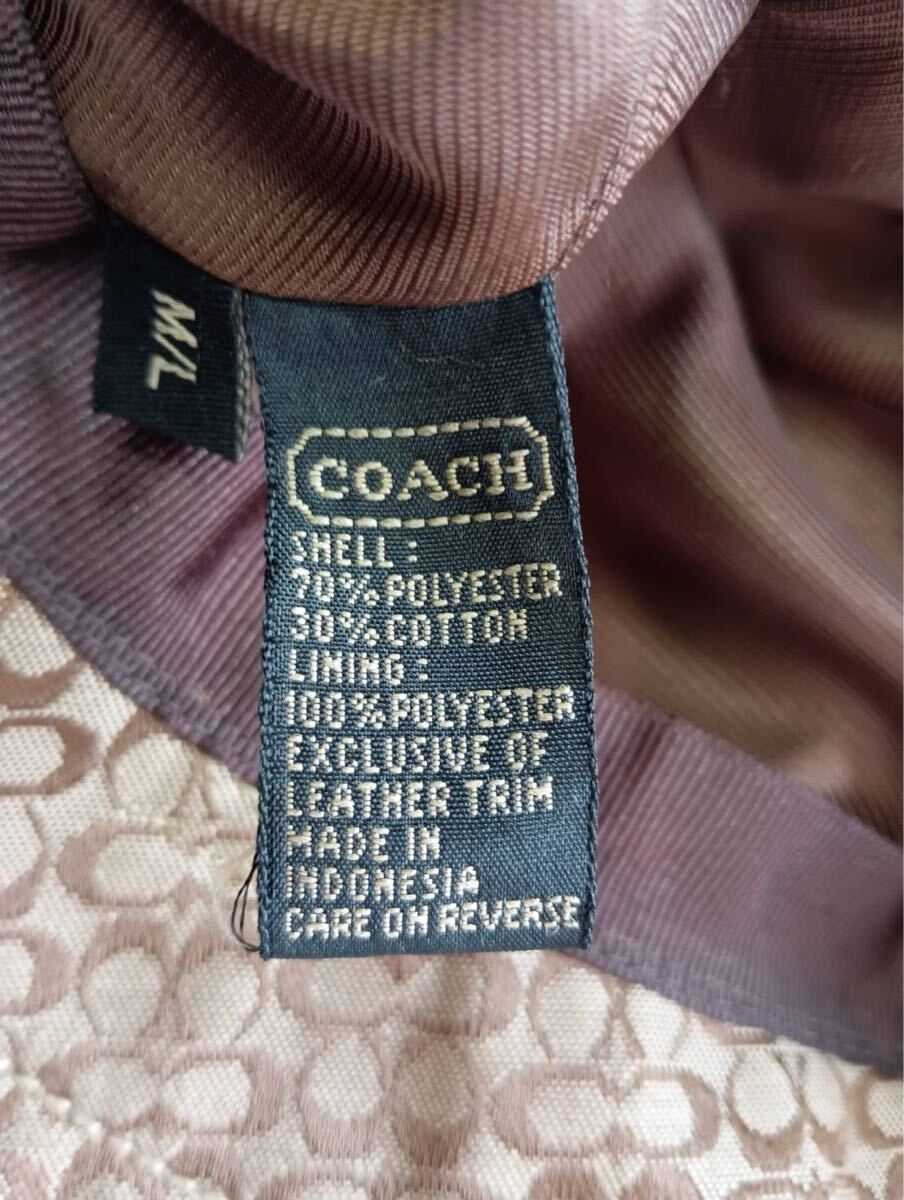 M/L
COACH
SHELL :
70% POLYESTER
30% COTTON
LINING :
100% POLYESTER
EXCLUSIVE OF
LEATHER TRIM
MADE IN
INDONESIA
CARE ON REVERSE